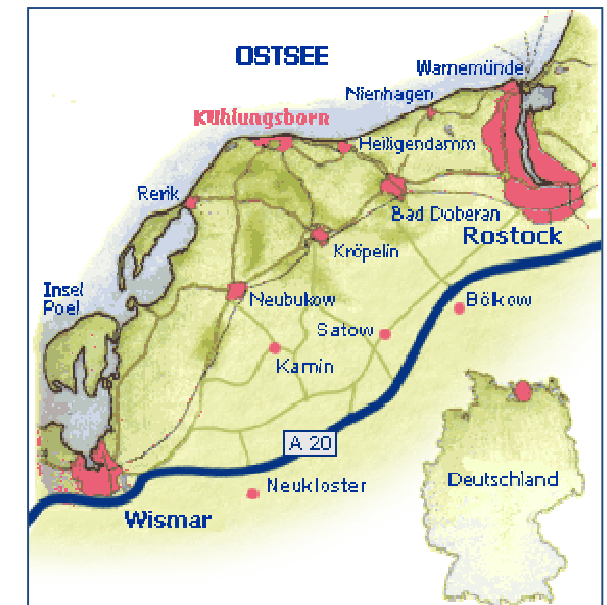 OSTSEE
Warnemünde
Nienhagen
Kühlungsborn
Heiligendamm
Rerik
Bad Doberan
Rostock
Kröpelin
Insel
Poel
Neubukow
Bölkow
Satow
Kamin
A 20
Deutschland
Neukloster
Wismar